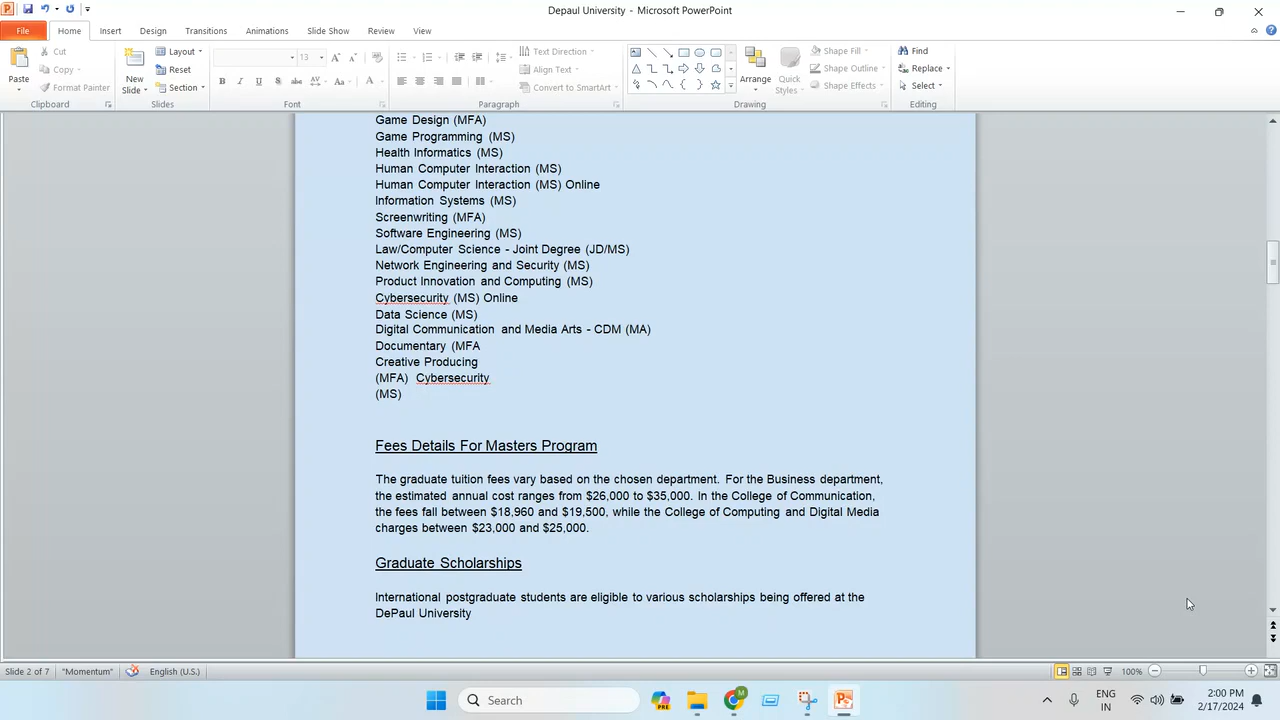 Depaul University - Microsoft PowerPoint
File Home Insert Design Transitions Animations Slide Show Review View
Paste Cut Copy Format Painter Clipboard
New Slide Layout Reset Section Slides
13 Font
Text Direction Align Text Convert to SmartArt Paragraph
Arrange Quick Styles Shape Fill Shape Outline Shape Effects Drawing
Find Replace Select Editing
Game Design (MFA)
Game Programming (MS)
Health Informatics (MS)
Human Computer Interaction (MS)
Human Computer Interaction (MS) Online
Information Systems (MS)
Screenwriting (MFA)
Software Engineering (MS)
Law/Computer Science - Joint Degree (JD/MS)
Network Engineering and Security (MS)
Product Innovation and Computing (MS)
Cybersecurity (MS) Online
Data Science (MS)
Digital Communication and Media Arts - CDM (MA)
Documentary (MFA
Creative Producing
(MFA) Cybersecurity
(MS)
Fees Details For Masters Program
The graduate tuition fees vary based on the chosen department. For the Business department,
the estimated annual cost ranges from $26,000 to $35,000. In the College of Communication,
the fees fall between $18,960 and $19,500, while the College of Computing and Digital Media
charges between $23,000 and $25,000.
Graduate Scholarships
International postgraduate students are eligible to various scholarships being offered at the
DePaul University
Slide 2 of 7 "Momentum" English (U.S.) 100%
Search ENG IN 2:00 PM 2/17/2024